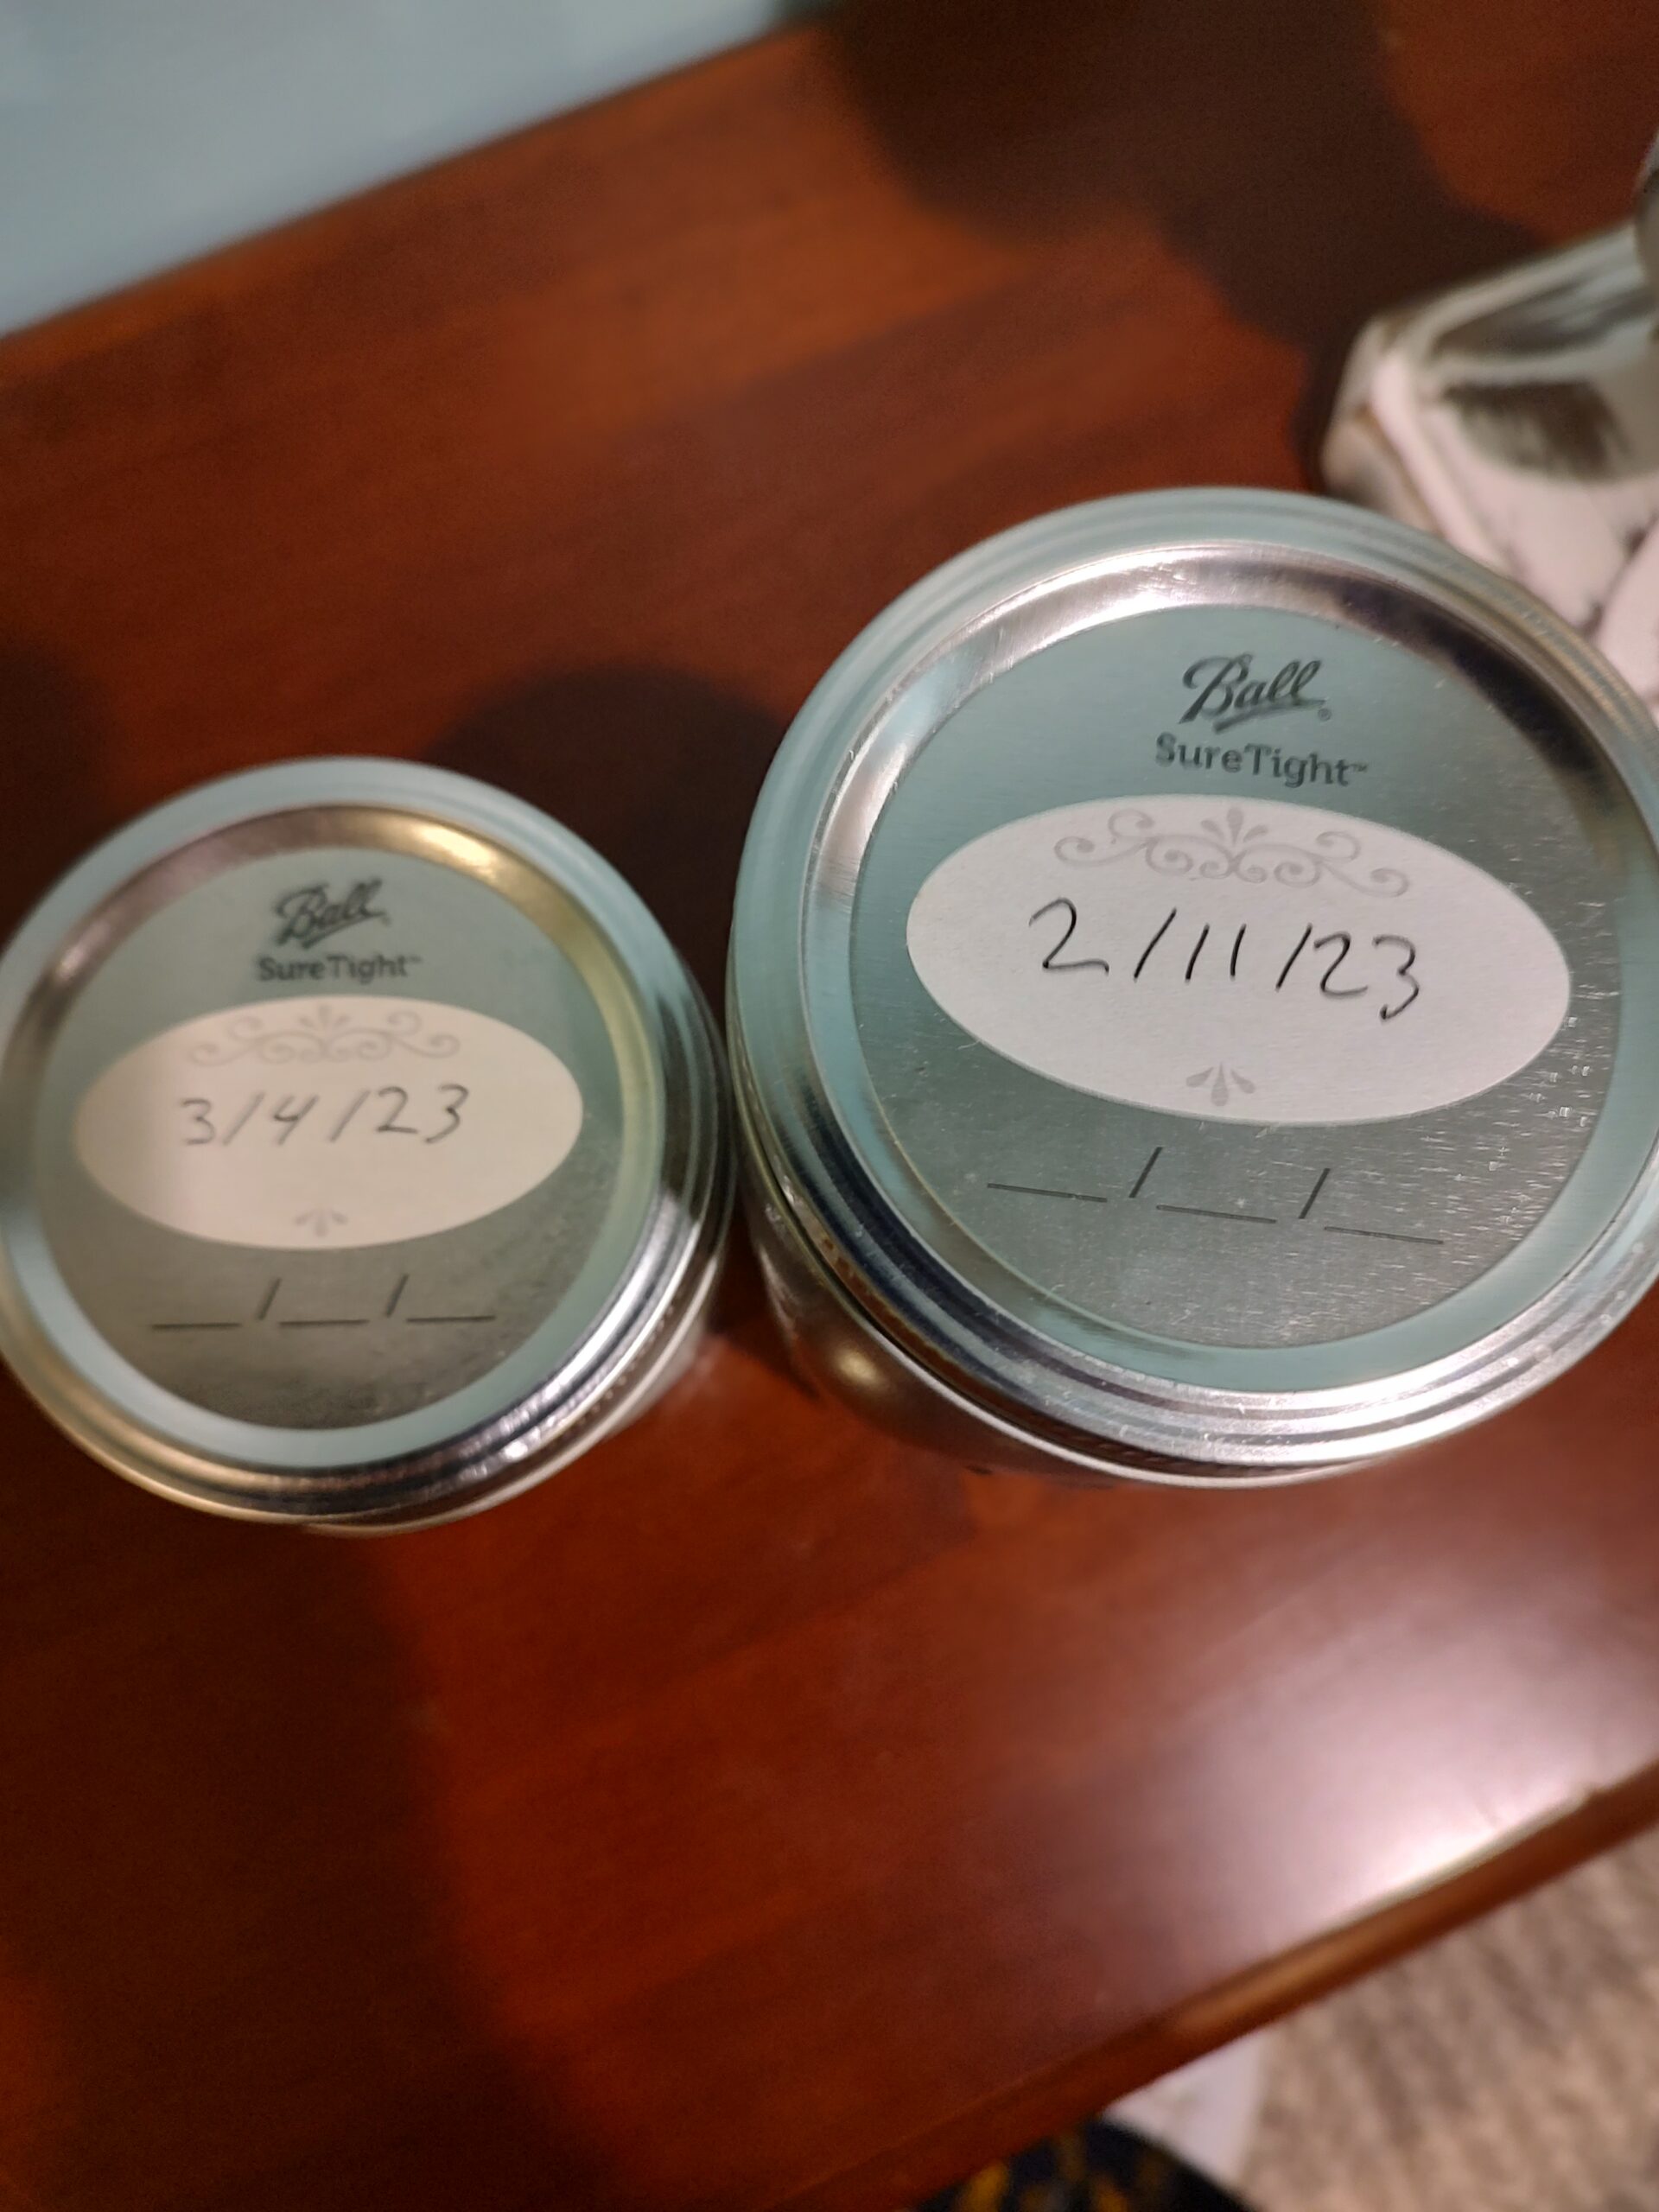 Ball
SureTight™
3/4/23
__/__/__
Ball®
SureTight™
2/11/23
__/__/__